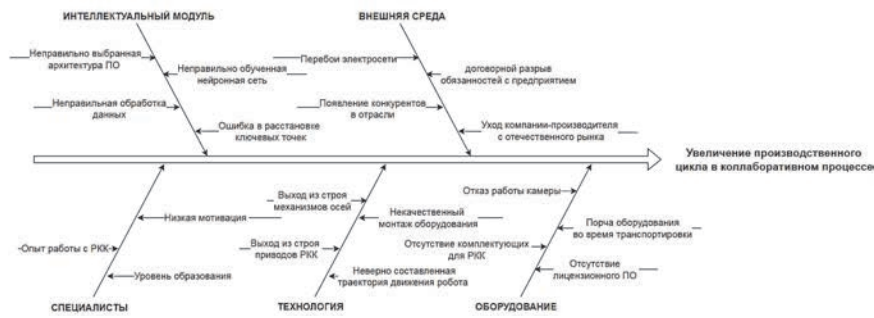 ИНТЕЛЛЕКТУАЛЬНЫЙ МОДУЛЬ
ВНЕШНЯЯ СРЕДА
Неправильно выбранная
архитектура ПО
Неправильно обученная
нейронная сеть
Неправильная обработка
данных
Ошибка в расстановке
ключевых точек
Перебои электросети
договорной разрыв
обязанностей с предприятием
Появление конкурентов
в отрасли
Уход компании-производителя
с отечественного рынка
Увеличение производственного
цикла в коллаборативном процессе
Низкая мотивация
Опыт работы с РКК
Уровень образования
Выход из строя
механизмов осей
Некачественный
монтаж оборудования
Выход из строя
приводов РКК
Неверно составленная
траектория движения робота
Отказ работы камеры
Порча оборудования
во время транспортировки
Отсутствие комплектующих
для РКК
Отсутствие
лицензионного ПО
СПЕЦИАЛИСТЫ
ТЕХНОЛОГИЯ
ОБОРУДОВАНИЕ